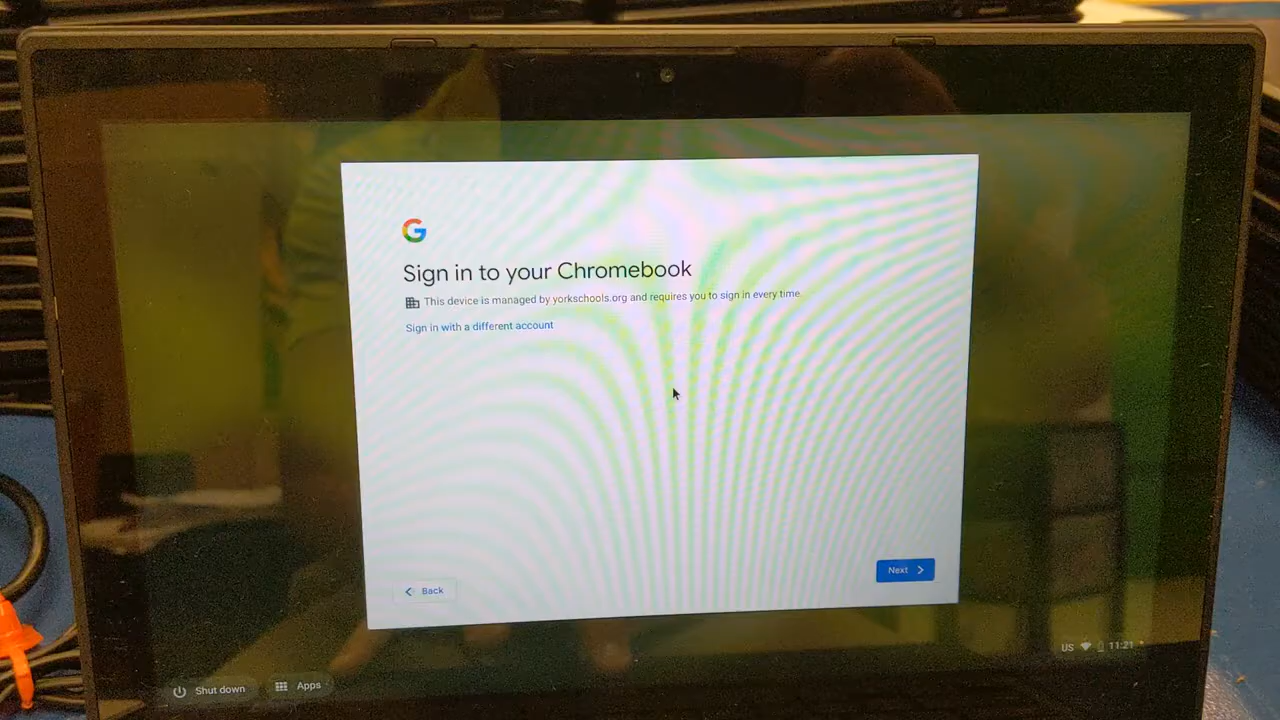 Sign in to your Chromebook
This device is managed by yorkschools.org and requires you to sign in every time.
Sign in with a different account
Next
Back
US 11:21
Shut down Apps